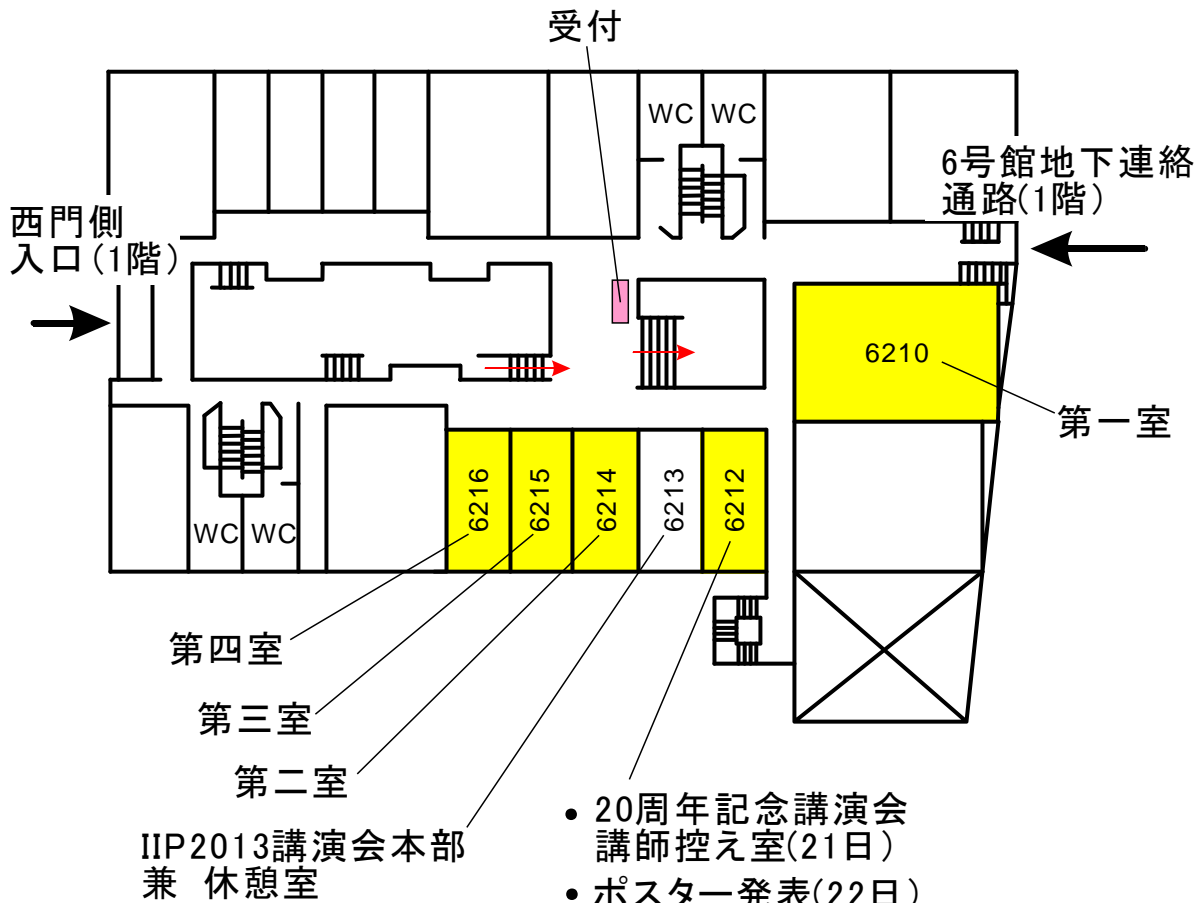 受付
WC WC
6号館地下連絡
通路(1階)
西門側
入口(1階)
6210
第一室
6216 6215 6214 6213 6212
WC WC
第四室
第三室
第二室
IIP2013講演会本部
兼 休憩室
• 20周年記念講演会
講師控え室(21日)
• ポスター発表(22日)